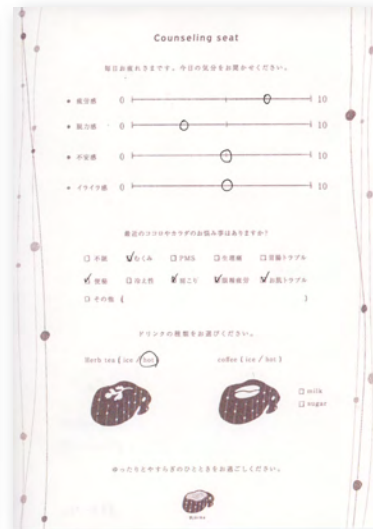 Counseling seat
毎日お疲れさまです。今日の気分をお聞かせください。
疲労感 0 10
脱力感 0 10
不安感 0 10
イライラ感 0 10
最近のココロやカラダのお悩み事はありますか?
□ 不眠 ☑ むくみ □ PMS □ 生理痛 □ 胃腸トラブル
☑ 便秘 □ 冷え性 ☑ 肩こり ☑ 眼精疲労 ☑ お肌トラブル
□ その他 ( )
ドリンクの種類をお選びください。
Herb tea ( ice / hot ) coffee ( ice / hot )
□ milk
□ sugar
ゆったりとやすらぎのひとときをお過ごしください。